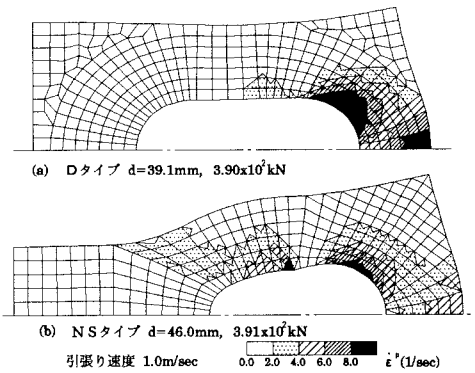 (a) Dタイプ d=39.1mm, 3.90x10²kN
(b) NSタイプ d=46.0mm, 3.91x10²kN
引張り速度 1.0m/sec
0.0 2.0 4.0 6.0 8.0 ε̇ᵖ(1/sec)